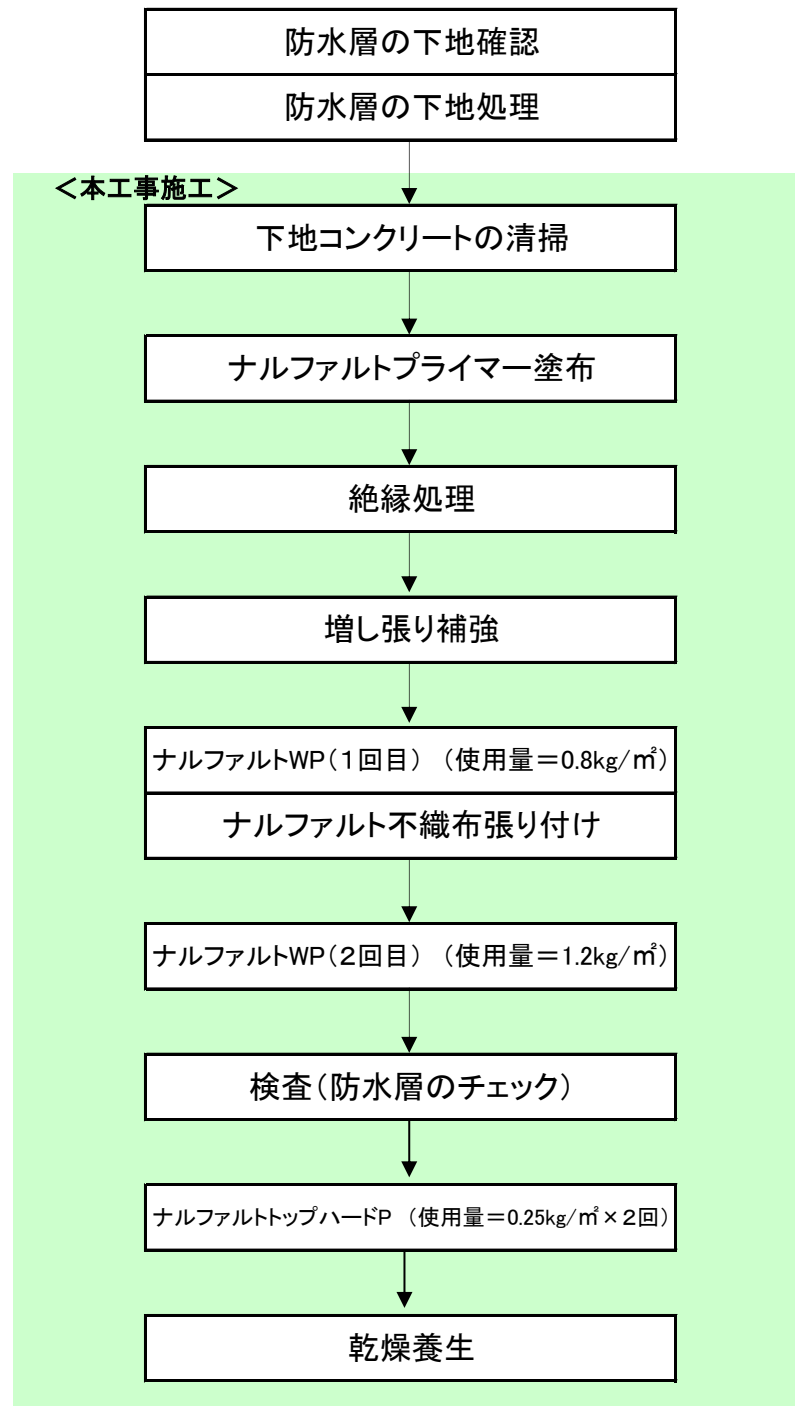 防水層の下地確認
防水層の下地処理
＜本工事施工＞
下地コンクリートの清掃
ナルファルトプライマー塗布
絶縁処理
増し張り補強
ナルファルトWP（１回目） （使用量＝0.8kg/㎡）
ナルファルト不織布張り付け
ナルファルトWP（２回目） （使用量＝1.2kg/㎡）
検査（防水層のチェック）
ナルファルトトップハードP （使用量＝0.25kg/㎡×２回）
乾燥養生